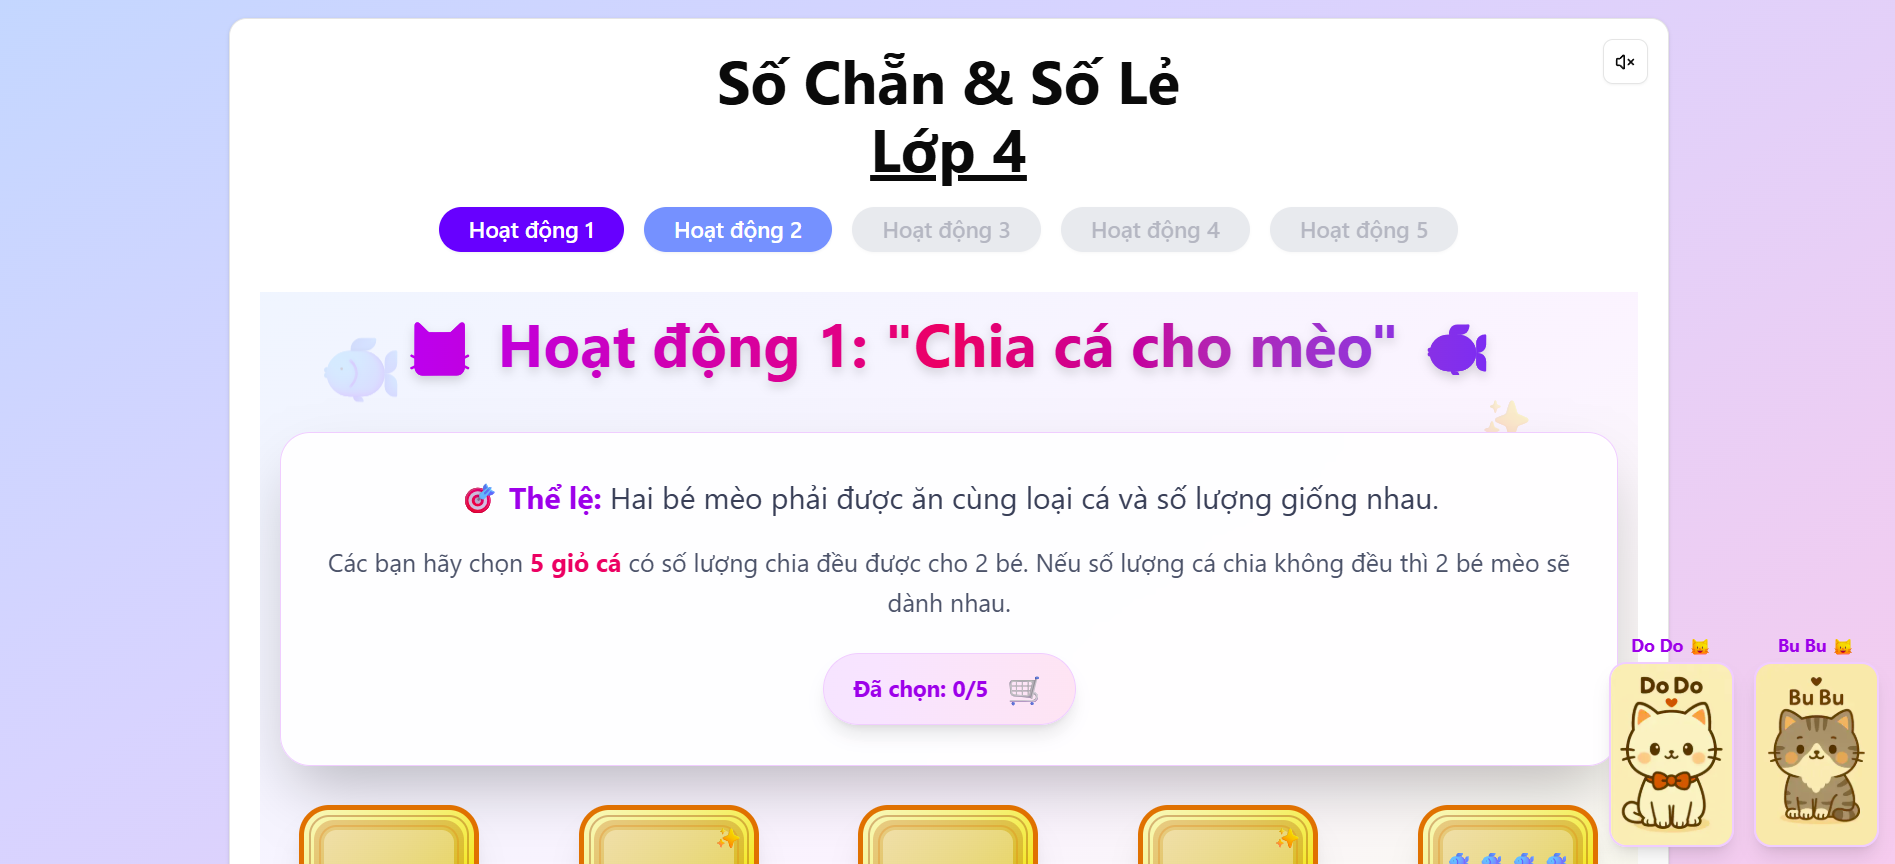 Số Chẵn & Số Lẻ
Lớp 4
Hoạt động 1
Hoạt động 2
Hoạt động 3
Hoạt động 4
Hoạt động 5
Hoạt động 1: "Chia cá cho mèo"
Thể lệ: Hai bé mèo phải được ăn cùng loại cá và số lượng giống nhau.
Các bạn hãy chọn 5 giỏ cá có số lượng chia đều được cho 2 bé. Nếu số lượng cá chia không đều thì 2 bé mèo sẽ
dành nhau.
Đã chọn: 0/5
Do Do
Bu Bu
Do Do
Bu Bu